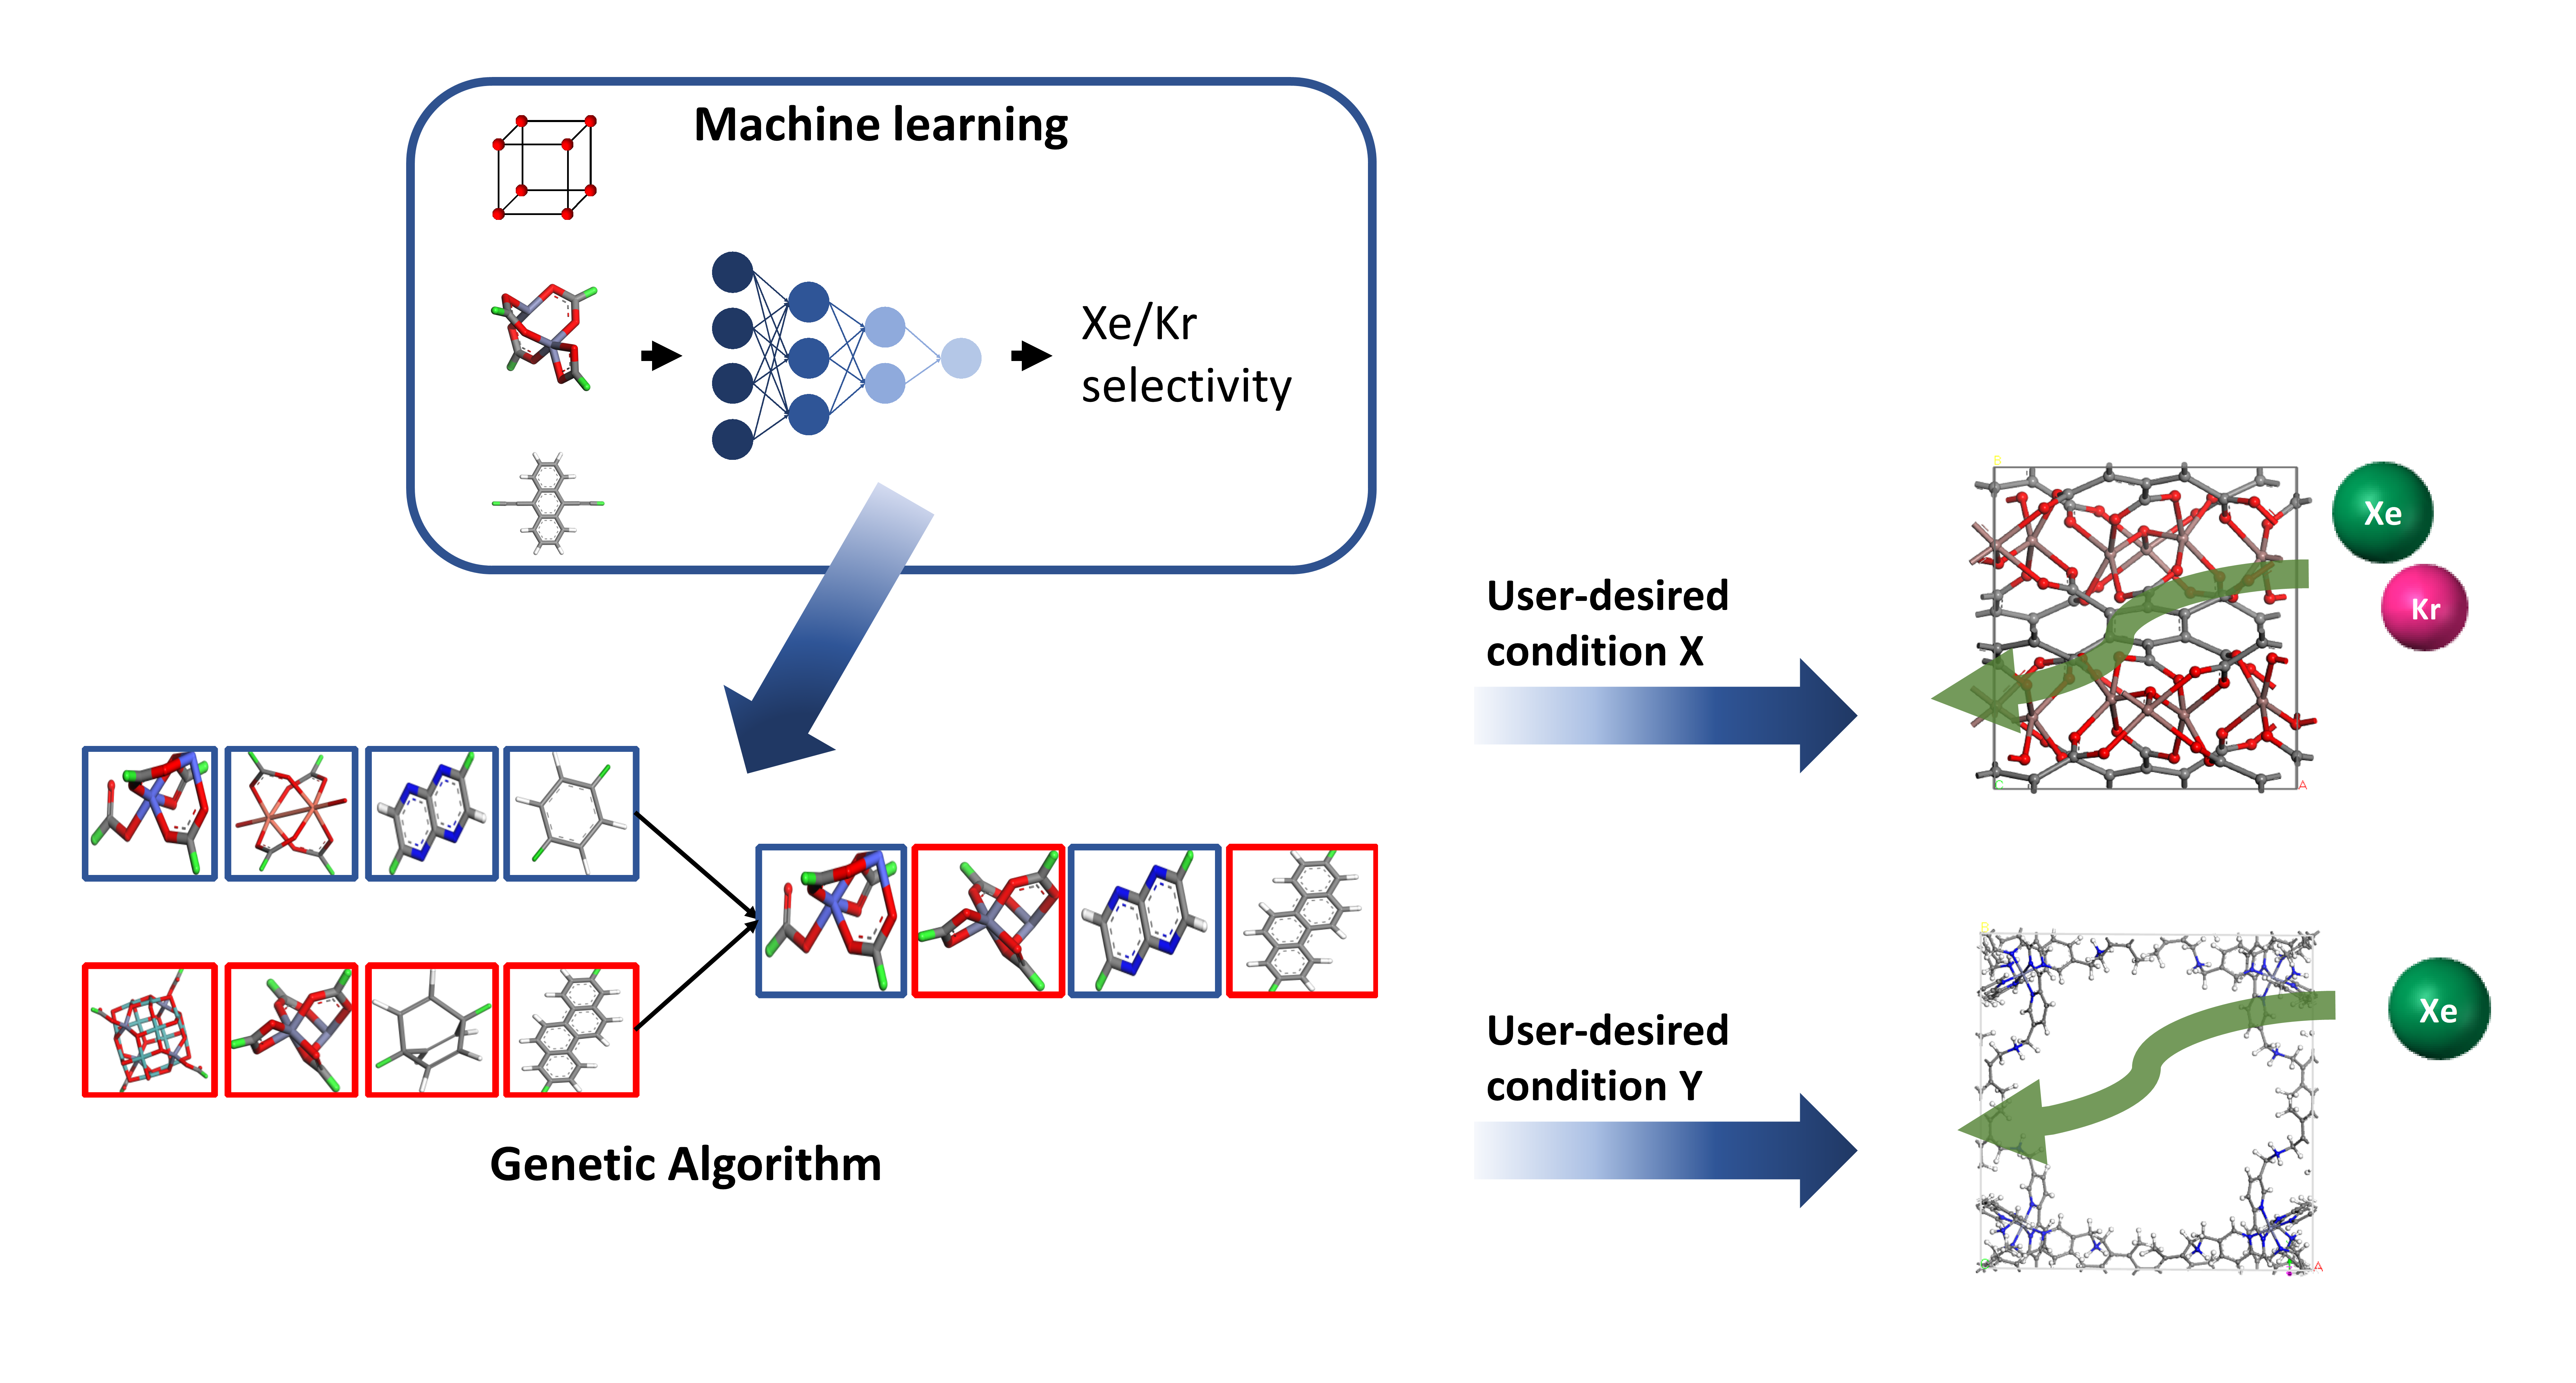 Machine learning
Xe/Kr
selectivity
User-desired
condition X
B
C
A
Xe
Kr
Genetic Algorithm
User-desired
condition Y
A
Xe